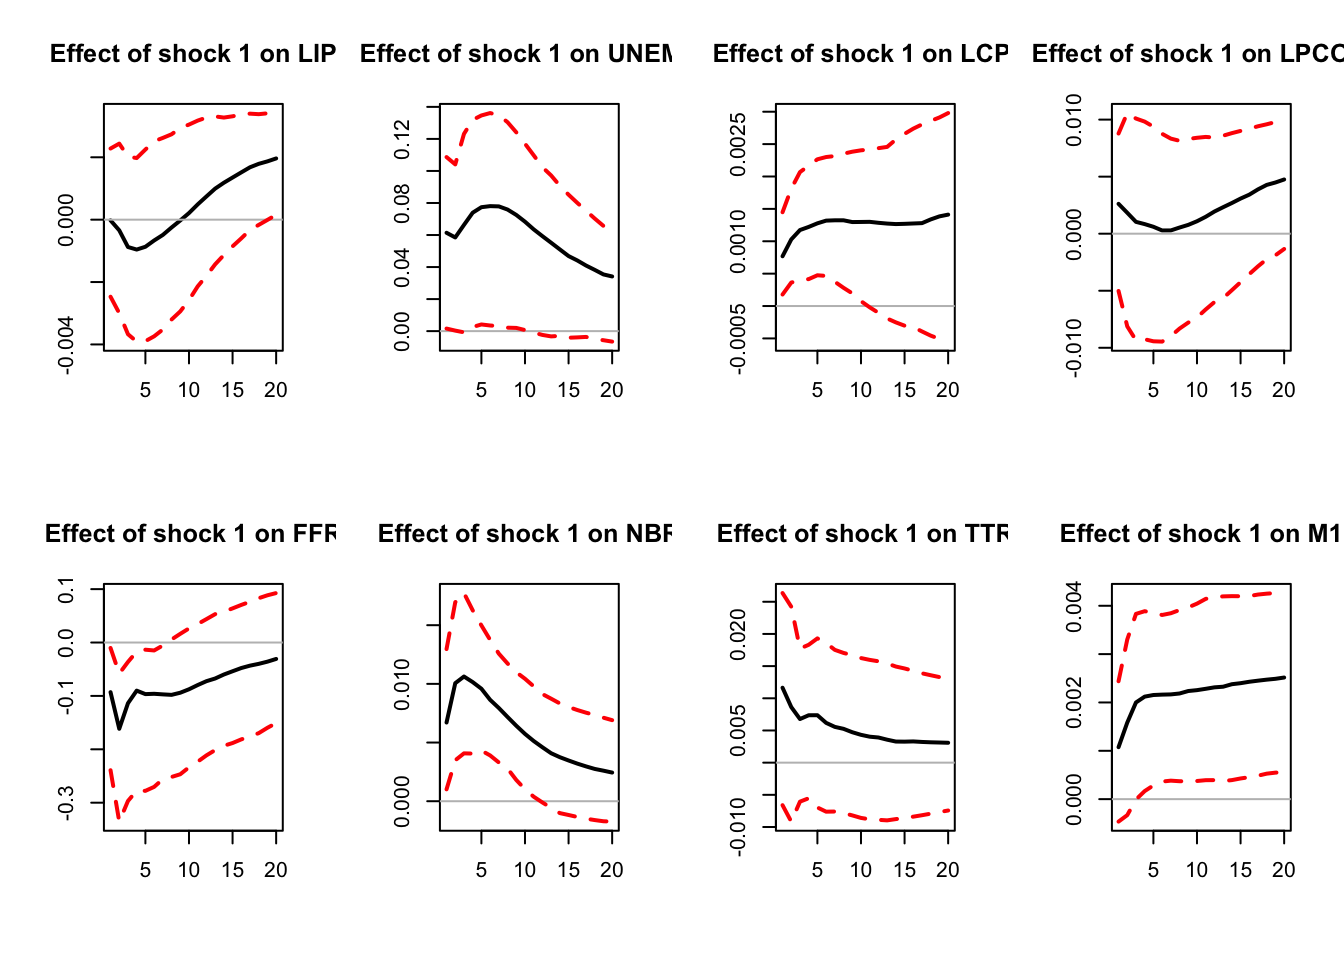 Effect of shock 1 on LIP
Effect of shock 1 on UNEM
Effect of shock 1 on LCP
Effect of shock 1 on LPCO
0.000
-0.004
5 10 15 20
0.12
0.08
0.04
0.00
5 10 15 20
0.0025
0.0010
-0.0005
5 10 15 20
0.010
0.000
-0.010
5 10 15 20
Effect of shock 1 on FFR
Effect of shock 1 on NBR
Effect of shock 1 on TTR
Effect of shock 1 on M1
0.1
0.0
-0.1
-0.3
5 10 15 20
0.010
0.000
5 10 15 20
0.020
0.005
-0.010
5 10 15 20
0.004
0.002
0.000
5 10 15 20